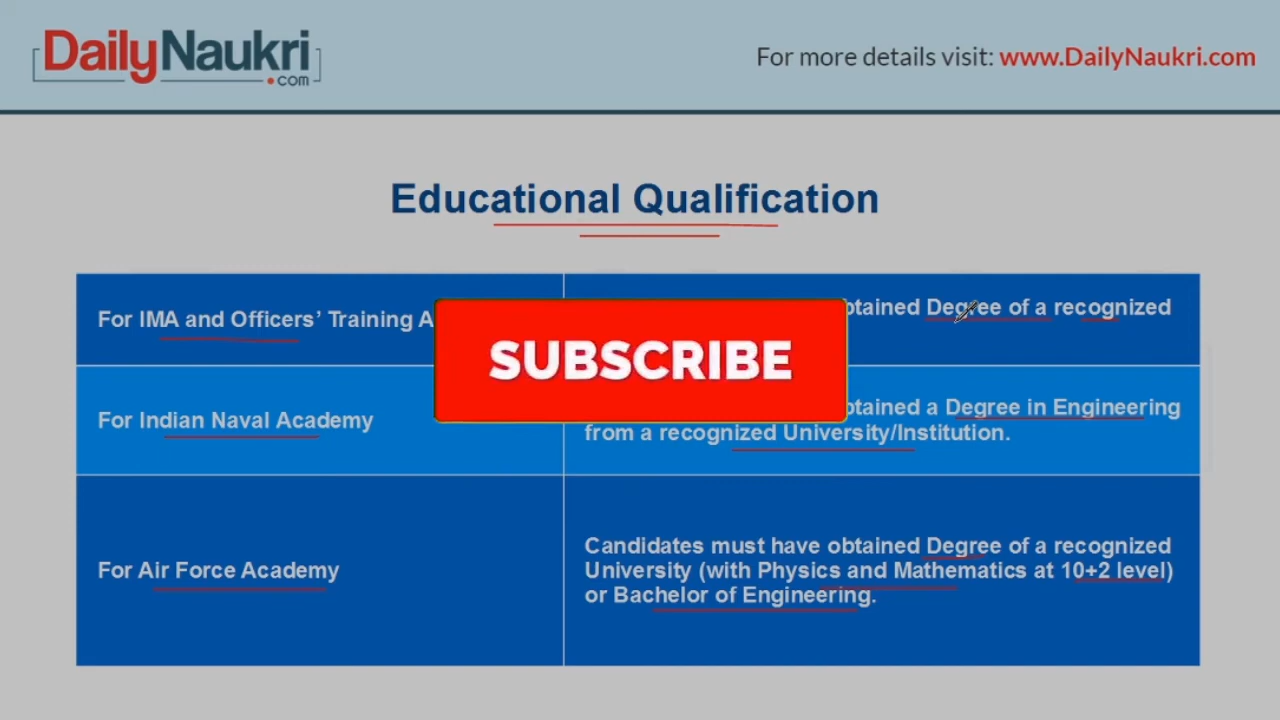 DailyNaukri
.com
For more details visit: www.DailyNaukri.com
Educational Qualification
For IMA and Officers’ Training
Degree of a recognized
SUBSCRIBE
For Indian Naval Academy
a Degree in Engineering
from a recognized University/Institution.
For Air Force Academy
Candidates must have obtained Degree of a recognized
University (with Physics and Mathematics at 10+2 level)
or Bachelor of Engineering.